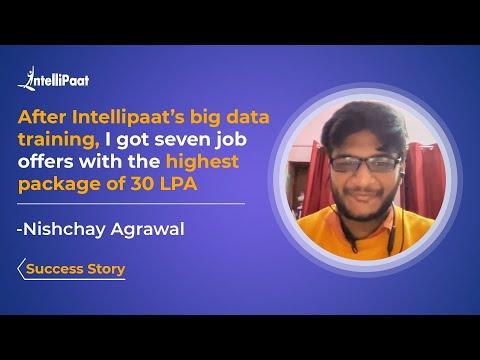 IntelliPaat
After Intellipaat's big data
training, I got seven job
offers with the highest
package of 30 LPA
-Nishchay Agrawal
Success Story